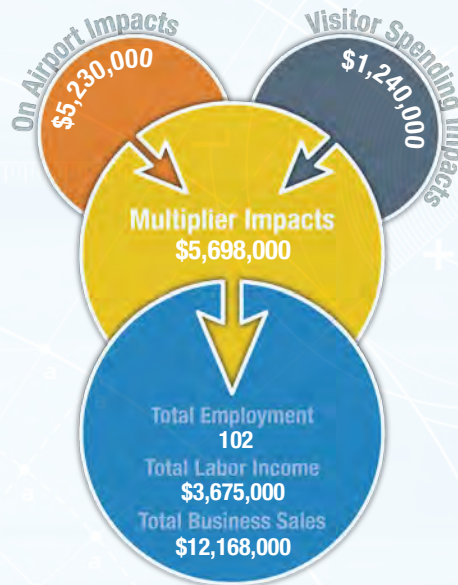 On Airport Impacts
$5,230,000
Visitor Spending Impacts
$1,240,000
Multiplier Impacts
$5,698,000
Total Employment
102
Total Labor Income
$3,675,000
Total Business Sales
$12,168,000